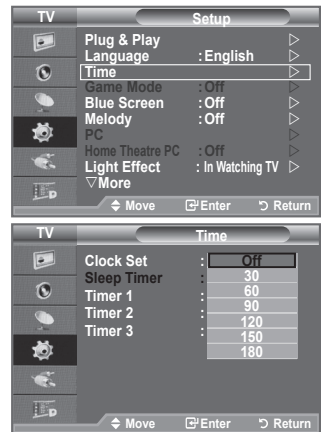 TV Setup
Plug & Play
Language : English
Time
Game Mode : Off
Blue Screen : Off
Melody : Off
PC
Home Theatre PC : Off
Light Effect : In Watching TV
▽More
Move Enter Return
TV Time
Clock Set : Off
Sleep Timer : 30
Timer 1 : 60
Timer 2 : 90
Timer 3 : 120
150
180
Move Enter Return